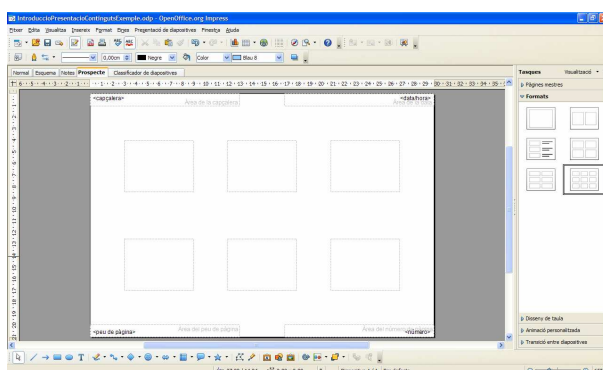 IntroduccioPresentacioContingutsExemple.odp - OpenOffice.org Impress
Fitxer Edita Visualitza Insereix Format Eines Presentació de diapositives Finestra Ajuda
0,00cm Negre Color Blau 8
Normal Esquema Notes Prospecte Classificador de diapositives
Tasques Visualització
Pàgines mestres
Formats
<capçalera> Àrea de la capçalera <data/hora>
<peu de pàgina> Àrea del peu de pàgina Àrea del número <número>
Disseny de taula
Animació personalitzada
Transició entre diapositives